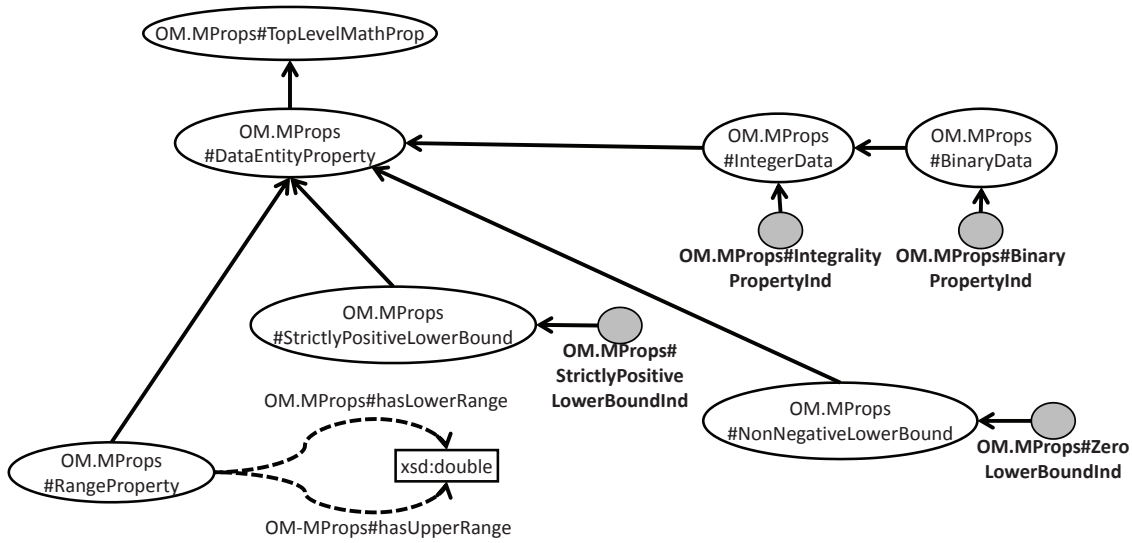 OM.MProps#TopLevelMathProp
OM.MProps
#DataEntityProperty
OM.MProps
#IntegerData
OM.MProps
#BinaryData
OM.MProps#Integrality
PropertyInd
OM.MProps#Binary
PropertyInd
OM.MProps
#StrictlyPositiveLowerBound
OM.MProps#
StrictlyPositive
LowerBoundInd
OM.MProps
#NonNegativeLowerBound
OM.MProps#Zero
LowerBoundInd
OM.MProps#hasLowerRange
OM.MProps
#RangeProperty
xsd:double
OM-MProps#hasUpperRange